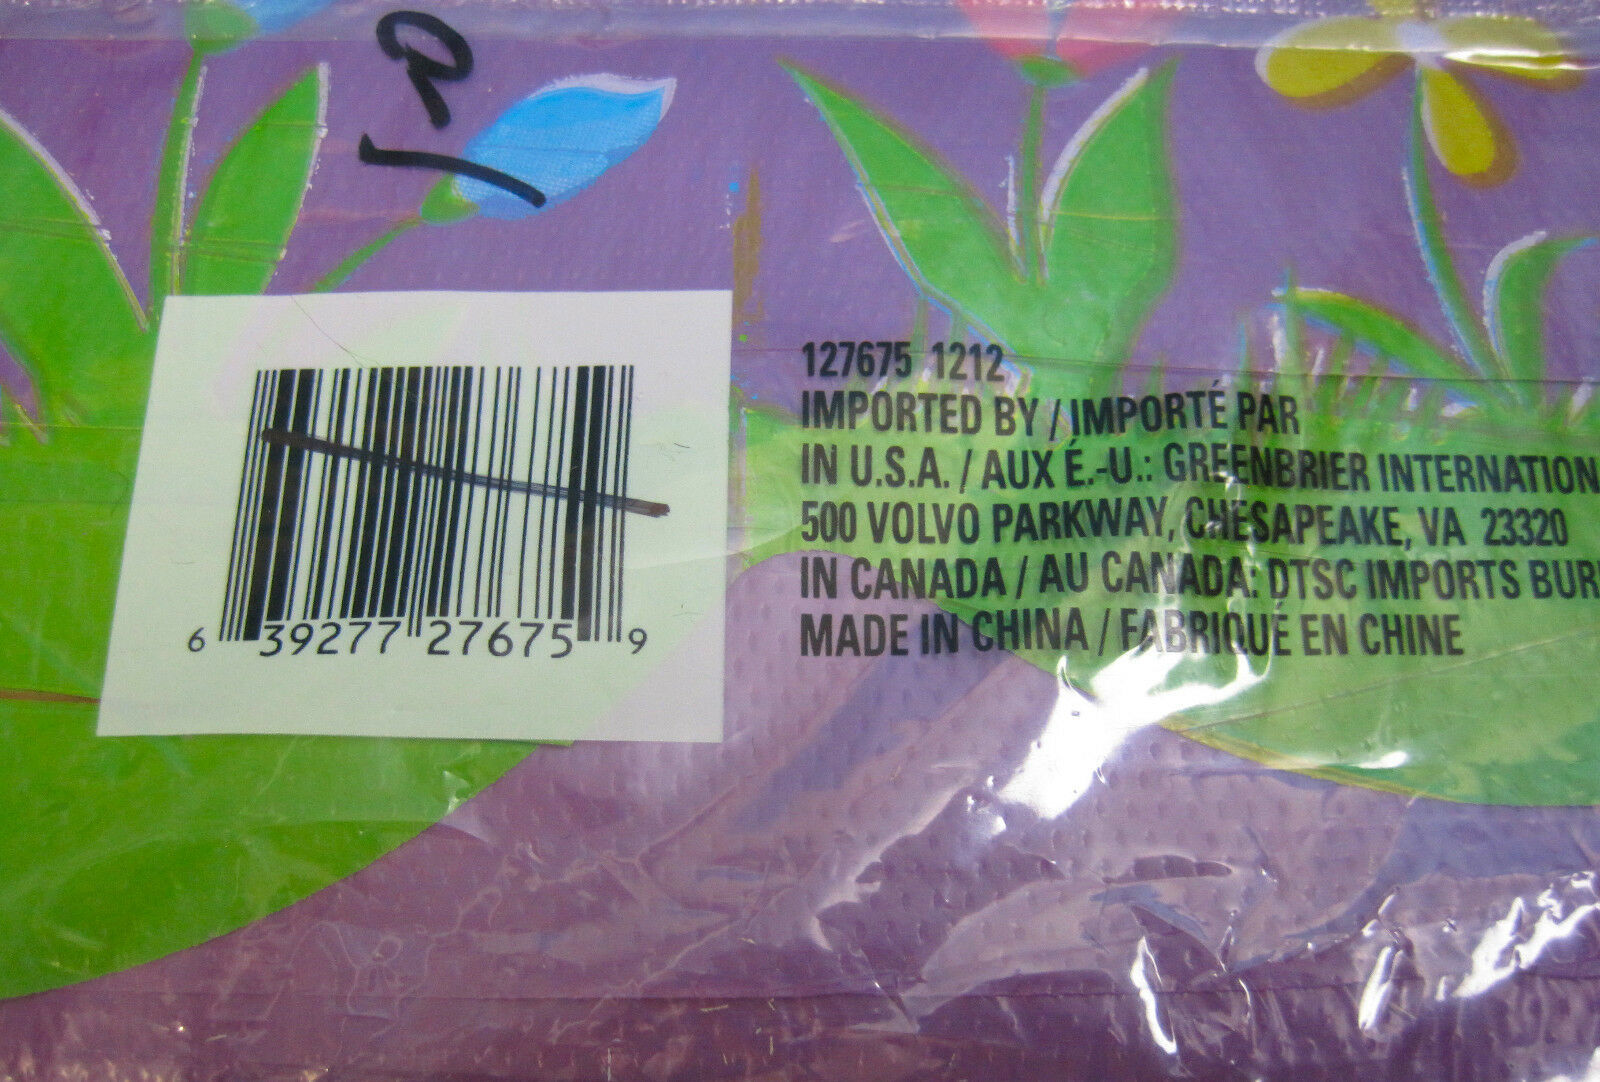 127675 1212
IMPORTED BY / IMPORTÉ PAR
IN U.S.A. / AUX É.-U.: GREENBRIER INTERNATION
500 VOLVO PARKWAY, CHESAPEAKE, VA 23320
IN CANADA / AU CANADA: DTSC IMPORTS BUR
MADE IN CHINA / FABRIQUÉ EN CHINE
6 39277 27675 9